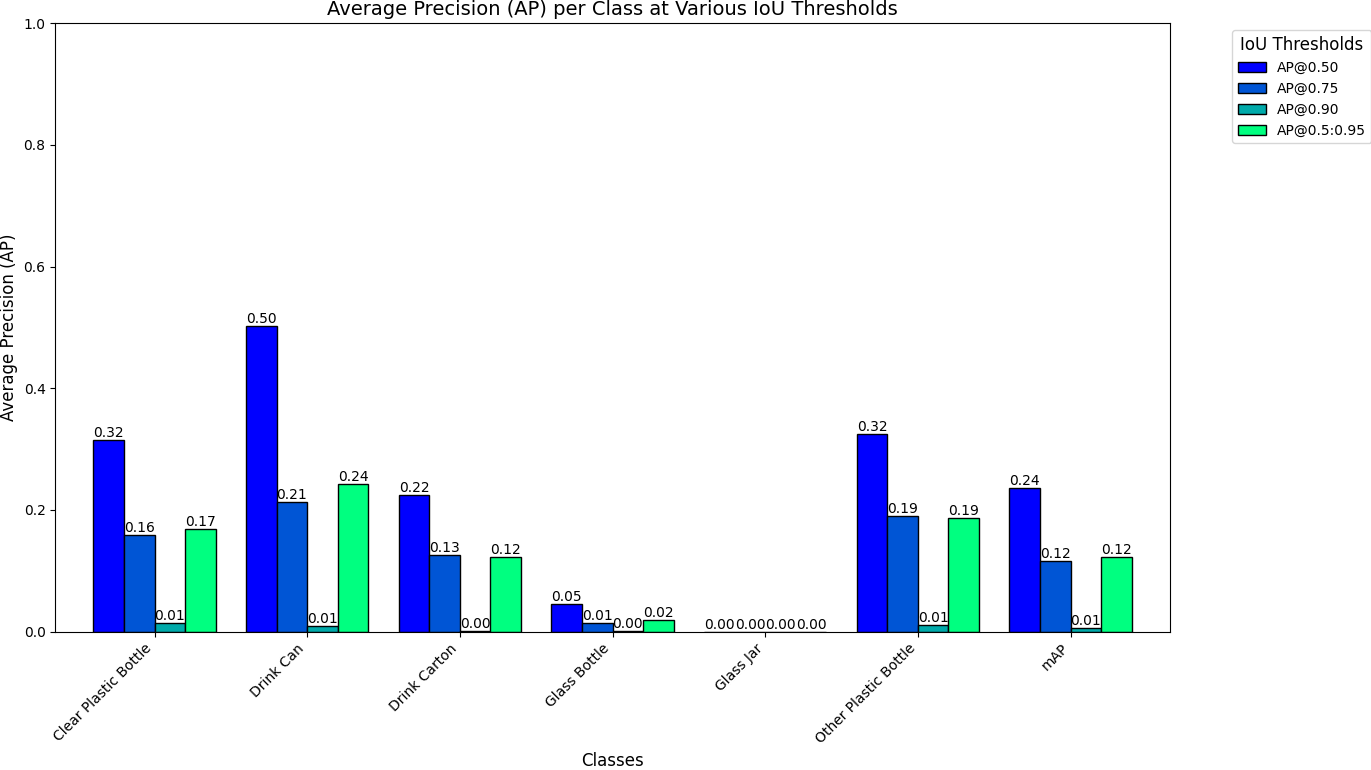 Average Precision (AP) per Class at Various IoU Thresholds
IoU Thresholds
AP@0.50
AP@0.75
AP@0.90
AP@0.5:0.95
Average Precision (AP)
1.0
0.8
0.6
0.4
0.2
0.0
0.32
0.16
0.01
0.17
0.50
0.21
0.01
0.24
0.22
0.13
0.00
0.12
0.05
0.01
0.00
0.02
0.00
0.00
0.00
0.00
0.32
0.19
0.01
0.19
0.24
0.12
0.01
0.12
Clear Plastic Bottle
Drink Can
Drink Carton
Glass Bottle
Glass Jar
Other Plastic Bottle
mAP
Classes